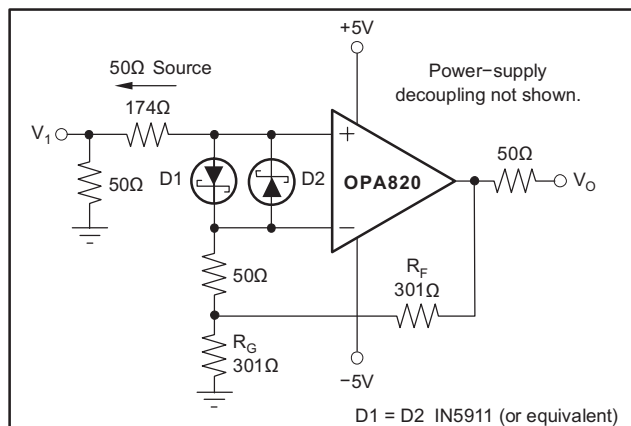 +5V
50Ω Source
Power−supply
decoupling not shown.
174Ω
V1
+
50Ω
D1
D2
OPA820
50Ω
VO
−
50Ω
RF
301Ω
RG
301Ω
−5V
D1 = D2 IN5911 (or equivalent)